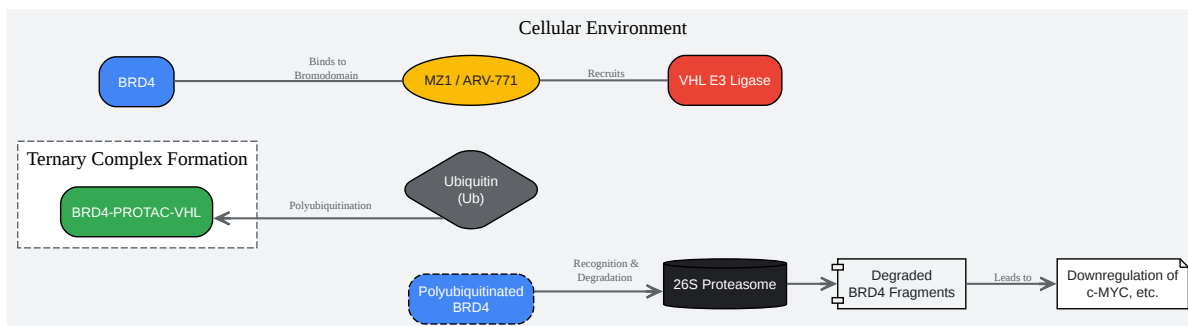 Cellular Environment
BRD4
Binds to
Bromodomain
MZ1 / ARV-771
Recruits
VHL E3 Ligase
Ternary Complex Formation
BRD4-PROTAC-VHL
Polyubiquitination
Ubiquitin
(Ub)
Polyubiquitinated
BRD4
Recognition &
Degradation
26S Proteasome
Degraded
BRD4 Fragments
Leads to
Downregulation of
c-MYC, etc.